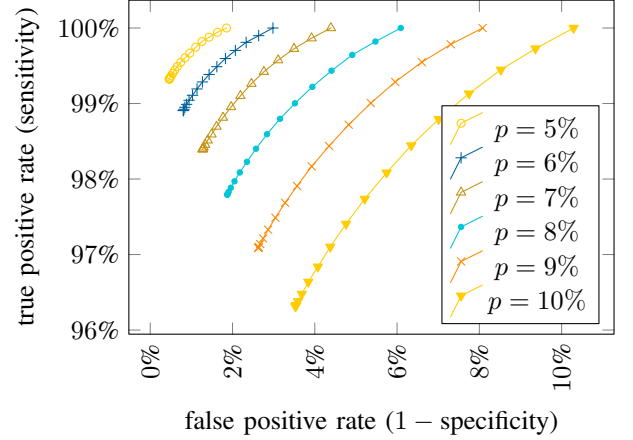 100%
99%
98%
97%
96%
true positive rate (sensitivity)
p = 5%
p = 6%
p = 7%
p = 8%
p = 9%
p = 10%
0%
2%
4%
6%
8%
10%
false positive rate (1 − specificity)